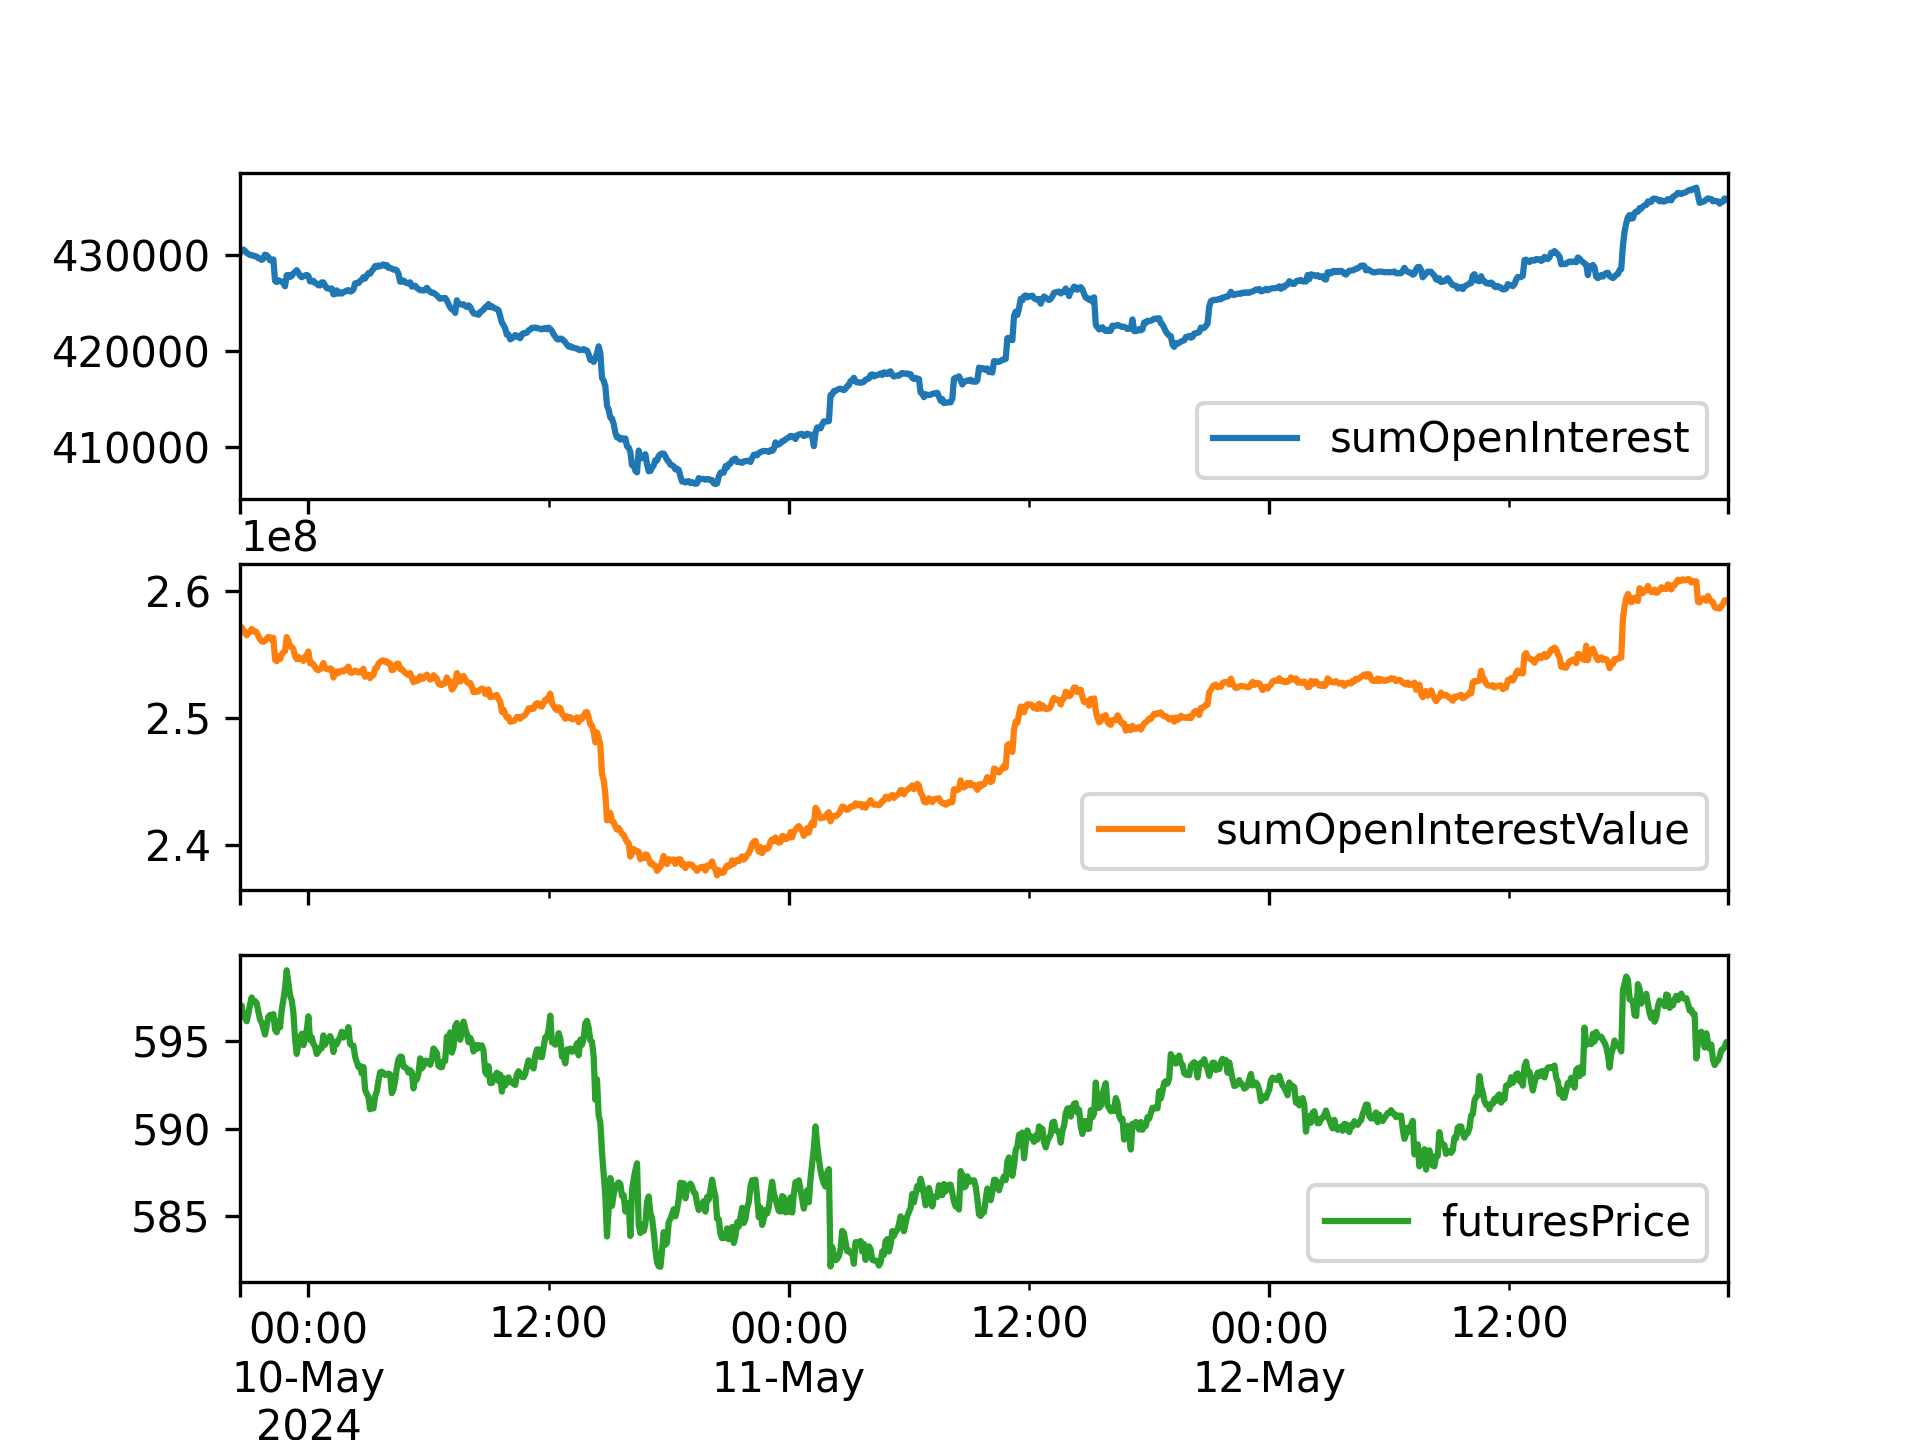 430000
420000
410000
sumOpenInterest
1e8
2.6
2.5
2.4
sumOpenInterestValue
595
590
585
futuresPrice
00:00 12:00 00:00 12:00 00:00 12:00
10-May 11-May 12-May
2024